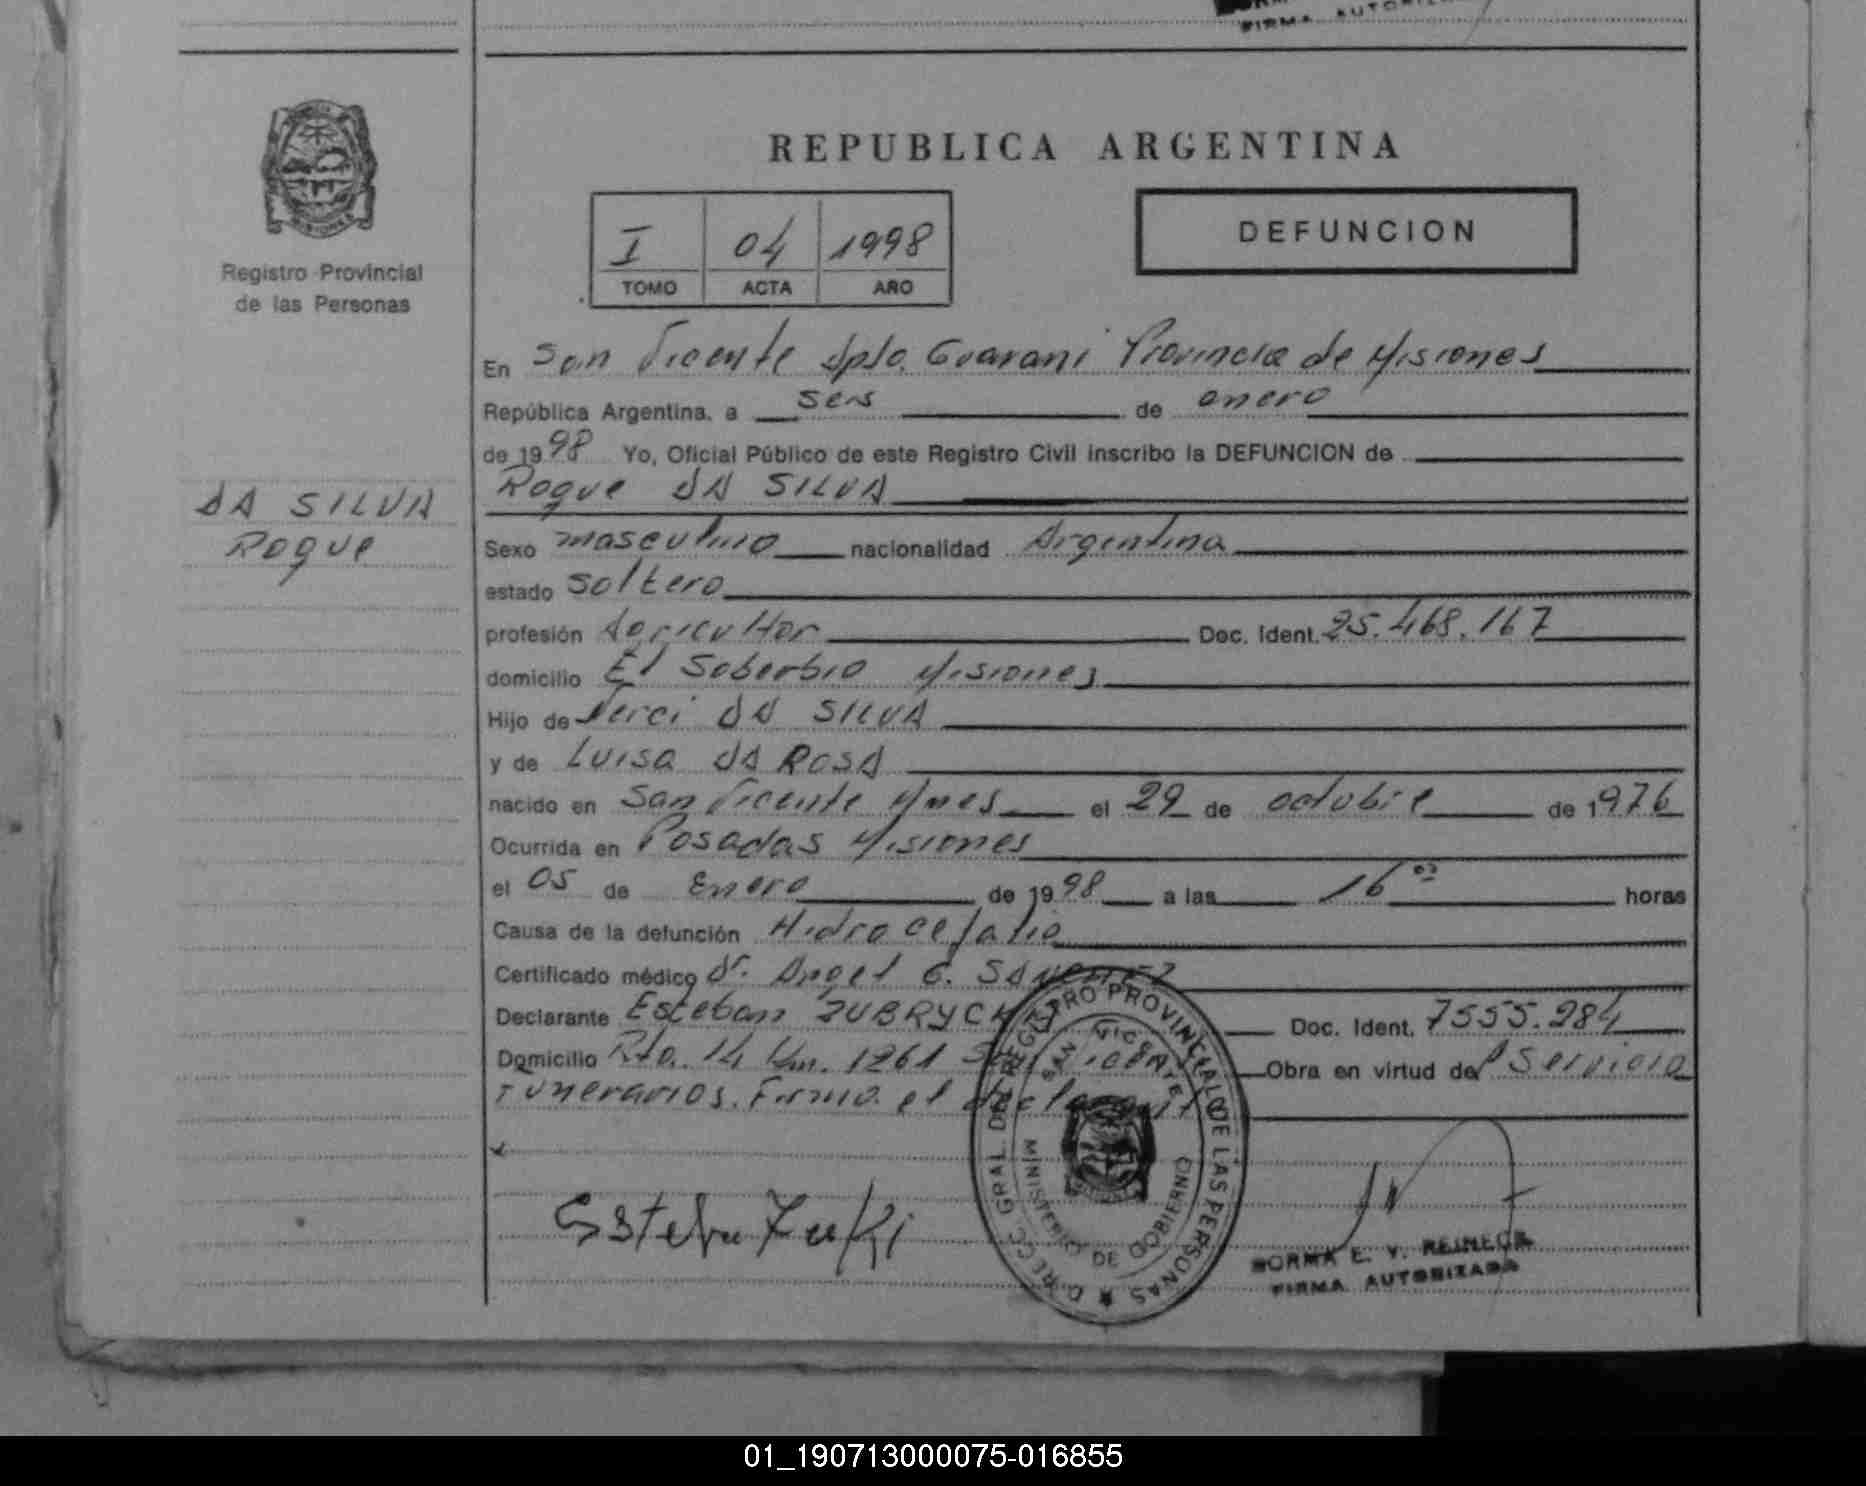 FIRMA AUTORIZADA
REPUBLICA ARGENTINA
I 04 1998
TOMO ACTA AÑO
DEFUNCION
Registro Provincial
de las Personas
En San Vicente Dpto. Guarani Provincia de Misiones
República Argentina, a seis de enero
de 1998 Yo, Oficial Público de este Registro Civil inscribo la DEFUNCION de
Roque DA SILVA
DA SILVA
Roque
Sexo masculino nacionalidad Argentina
estado soltero
profesión Agricultor Doc. Ident. 25.468.167
domicilio El Soberbio Misiones
Hijo de DA SILVA
y de Luisa DA ROSA
nacido en San Vicente Mnes el 29 de octubre de 1976
Ocurrida en Posadas Misiones
el 05 de Enero de 1998 a las 16 horas
Causa de la defunción Hidrocefalia
Certificado médico Dr. Angel G.
Declarante Esteban Doc. Ident. 7555.284
Domicilio Rta. 14 Km. 1261 San Vicente Obra en virtud del Servicio
Funerarios. Firma el declarante
DIRECC. GRAL. DEL REGISTRO PROVINCIAL DE LAS PERSONAS
SAN VICENTE
MINISTERIO DE GOBIERNO
NORMA E. V. REINECK
FIRMA AUTORIZADA
01_190713000075-016855